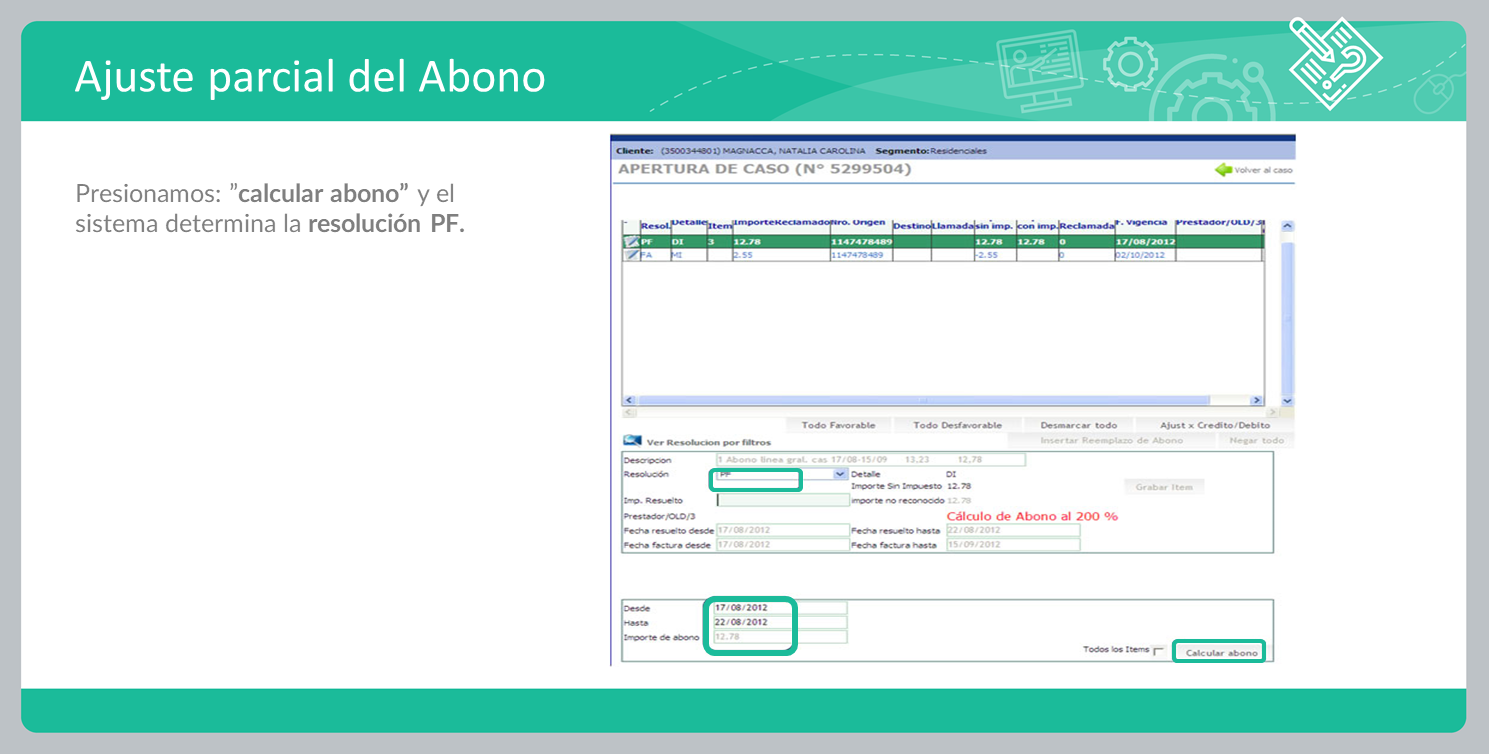 Ajuste parcial del Abono
Presionamos: ”calcular abono” y el
sistema determina la resolución PF.
Cliente: (3500344801) MAGNACCA, NATALIA CAROLINA Segmento: Residenciales
APERTURA DE CASO (N° 5299504)
Volver al caso
Resol. Detalle Item ImporteReclamado Nro. Origen Destino Llamada sin imp. con imp. Reclamada F. Vigencia Prestador/OLD/3
PF DI 3 12.78 1147478489 12.78 12.78 0 17/08/2012
FA MI 2.55 1147478489 -2.55 0 02/10/2012
Todo Favorable Todo Desfavorable Desmarcar todo Ajust x Credito/Debito
Ver Resolucion por filtros Insertar Reemplazo de Abono Negar todo
Descripcion 1 Abono linea gral. cas 17/08-15/09 13,23 12,78
Resolución PF Detalle DI
Importe Sin Impuesto 12.78 Grabar Item
Imp. Resuelto importe no reconocido 12.78
Prestador/OLD/3 Cálculo de Abono al 200 %
Fecha resuelto desde 17/08/2012 Fecha resuelto hasta 22/08/2012
Fecha factura desde 17/08/2012 Fecha factura hasta 15/09/2012
Desde 17/08/2012
Hasta 22/08/2012
Importe de abono 12.78
Todos los Items Calcular abono